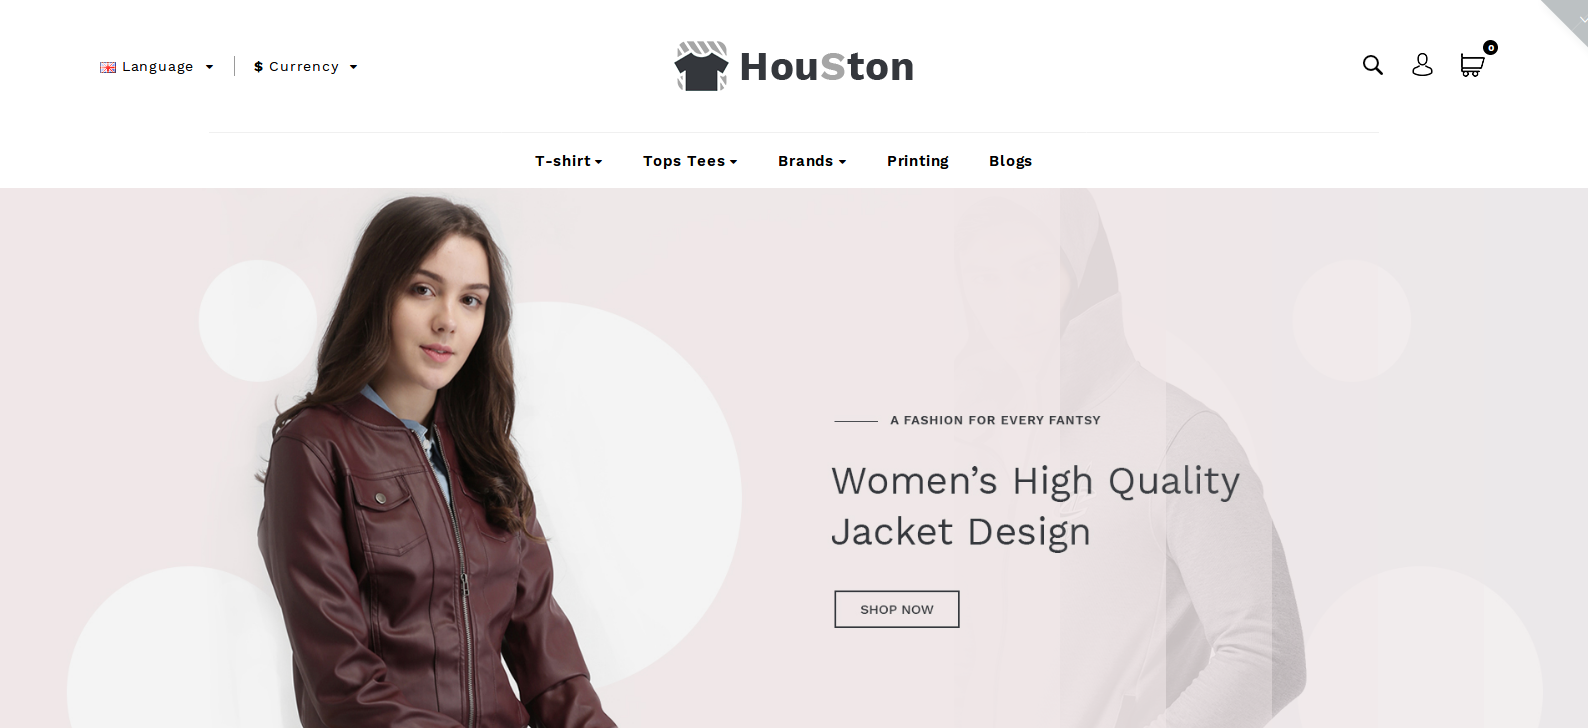 Language
$ Currency
HouSton
0
T-shirt Tops Tees Brands Printing Blogs
A FASHION FOR EVERY FANTSY
Women’s High Quality
Jacket Design
SHOP NOW